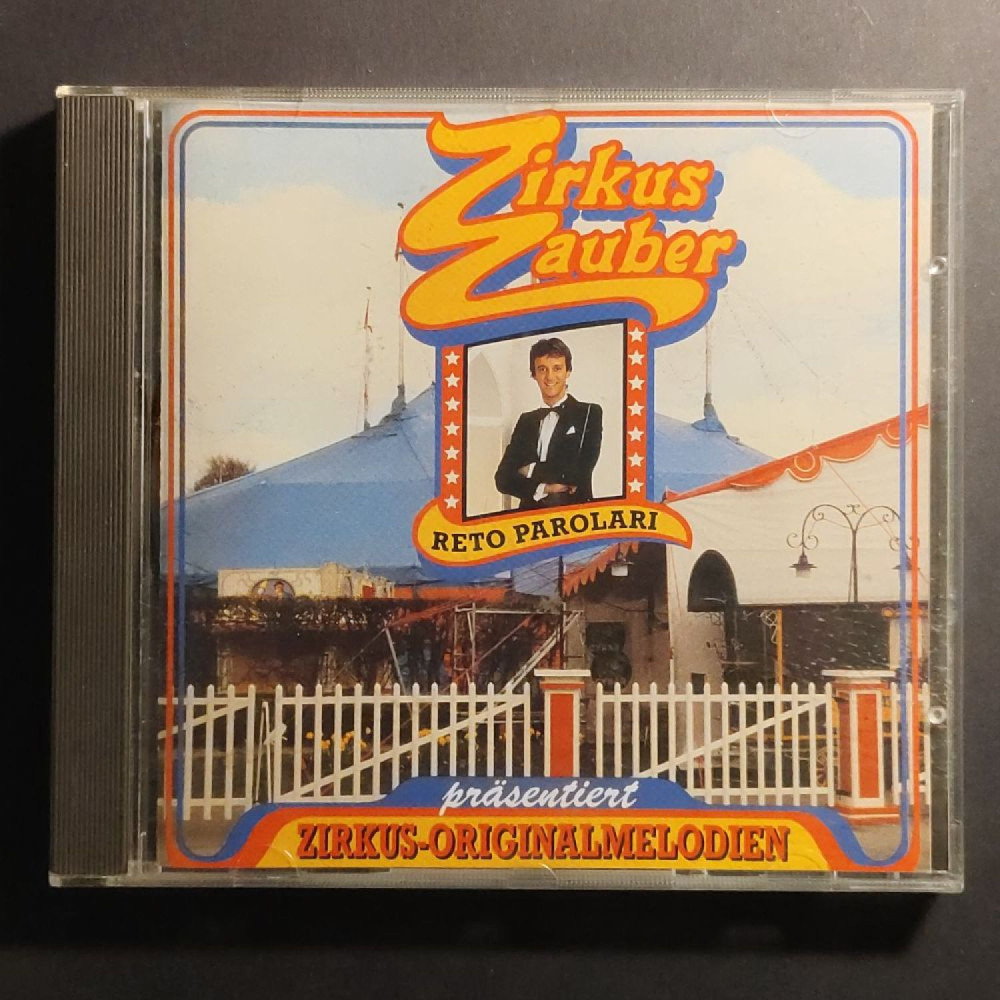 Zirkus
Zauber
RETO PAROLARI
präsentiert
ZIRKUS-ORIGINALMELODIEN